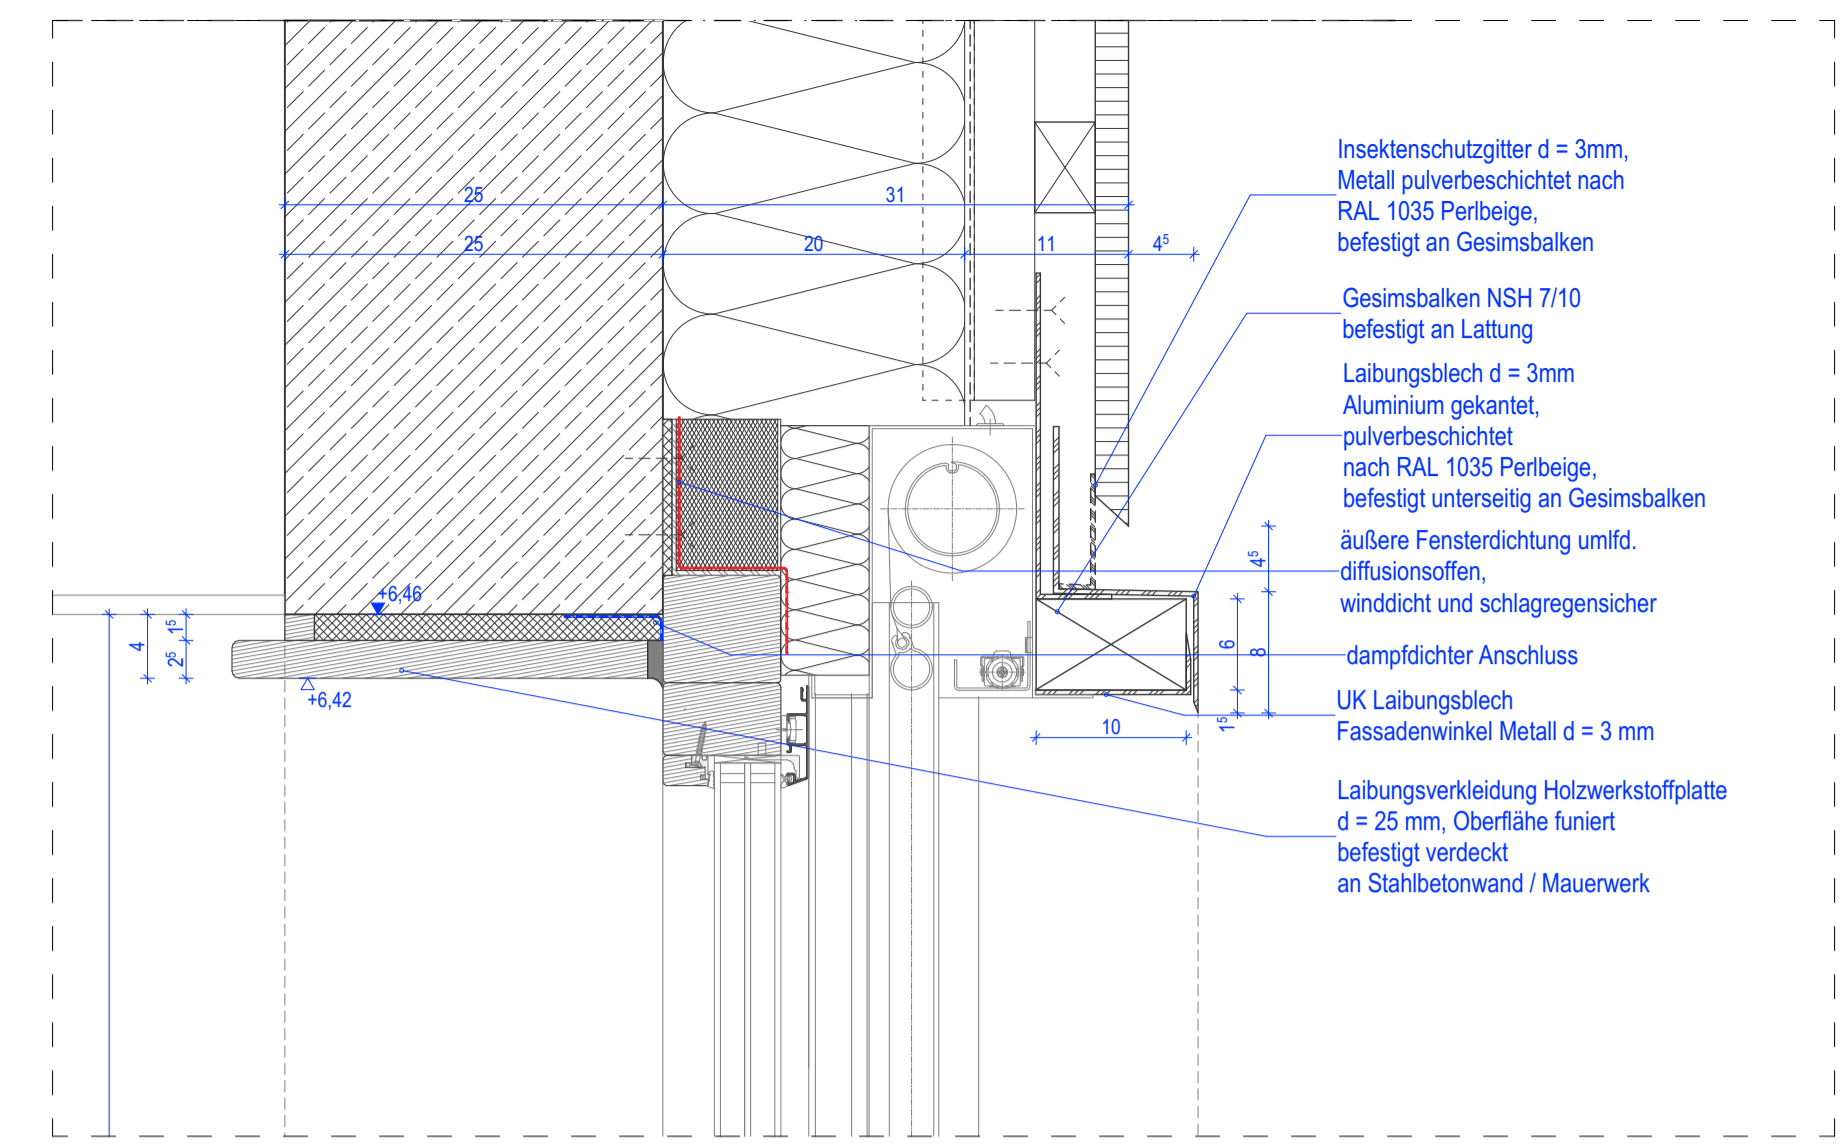 Insektenschutzgitter d = 3mm,
Metall pulverbeschichtet nach
RAL 1035 Perlbeige,
befestigt an Gesimsbalken
25
31
25
20
11
4⁵
Gesimsbalken NSH 7/10
befestigt an Lattung
Laibungsblech d = 3mm
Aluminium gekantet,
pulverbeschichtet
nach RAL 1035 Perlbeige,
befestigt unterseitig an Gesimsbalken
äußere Fensterdichtung umlfd.
diffusionsoffen,
winddicht und schlagregensicher
4⁵
+6,46
4
1⁵
2⁵
+6,42
6
8
1⁵
10
dampfdichter Anschluss
UK Laibungsblech
Fassadenwinkel Metall d = 3 mm
Laibungsverkleidung Holzwerkstoffplatte
d = 25 mm, Oberflähe funiert
befestigt verdeckt
an Stahlbetonwand / Mauerwerk